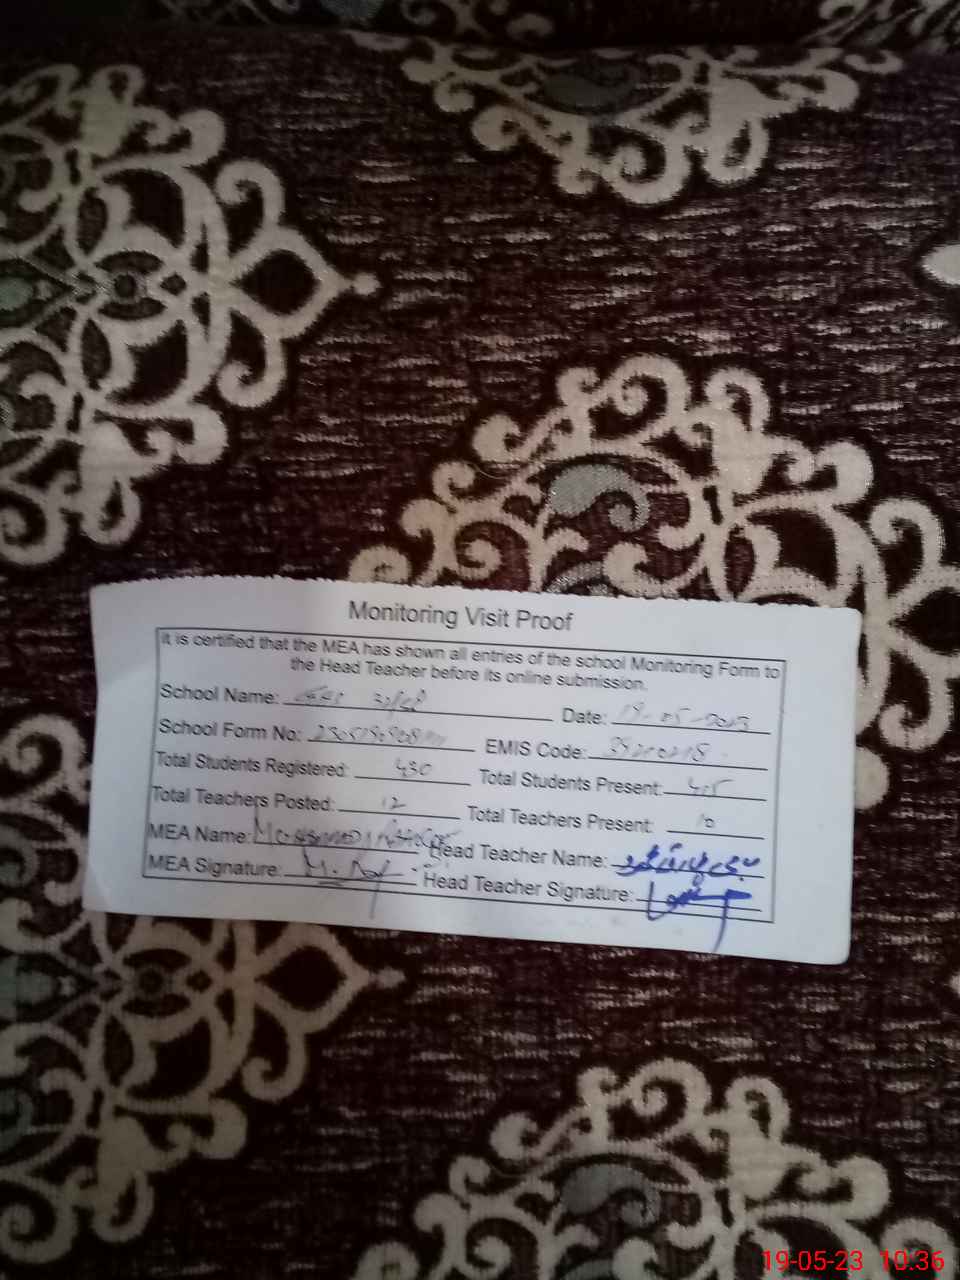 Monitoring Visit Proof
it is certified that the MEA has shown all entries of the school Monitoring Form to
the Head Teacher before its online submission.
School Name: Date: 19-05-2023
School Form No: EMIS Code:
Total Students Registered: 430 Total Students Present:
Total Teachers Posted: 12 Total Teachers Present: 10
MEA Name: Head Teacher Name:
MEA Signature: Head Teacher Signature:
19-05-23 10:36